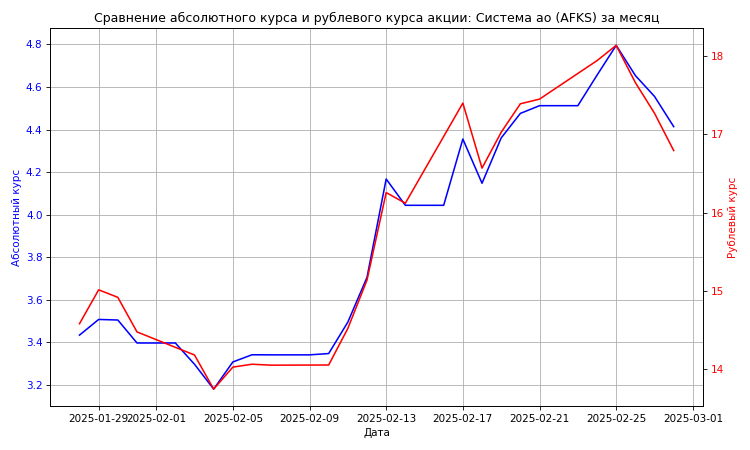 Сравнение абсолютного курса и рублевого курса акции: Система ао (AFKS) за месяц
Абсолютный курс
4.8
4.6
4.4
4.2
4.0
3.8
3.6
3.4
3.2
18
17
16
15
14
Рублевый курс
2025-01-29 2025-02-01 2025-02-05 2025-02-09 2025-02-13 2025-02-17 2025-02-21 2025-02-25 2025-03-01
Дата